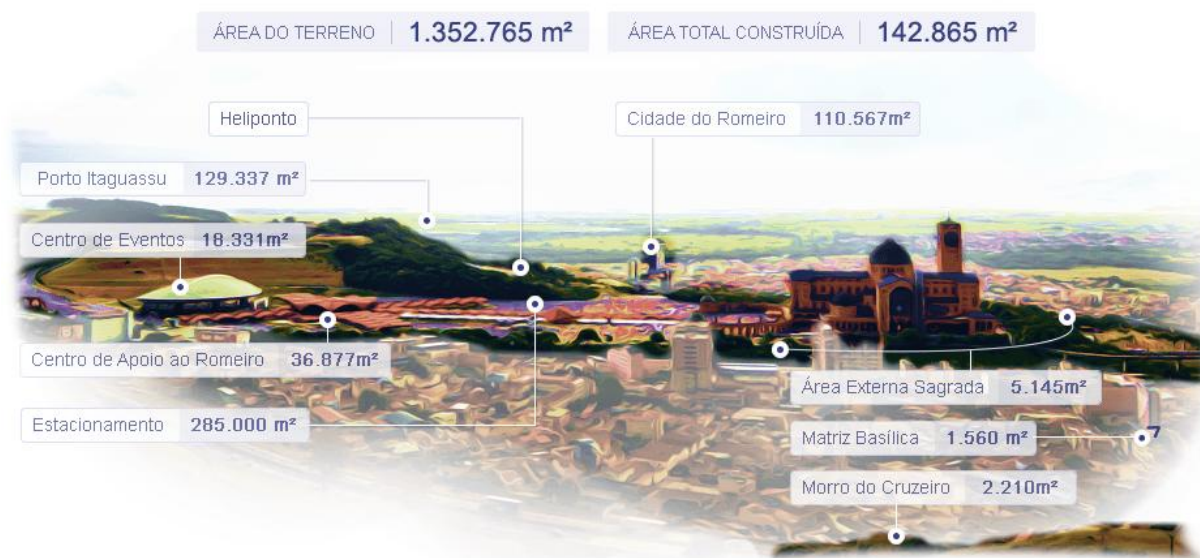 ÁREA DO TERRENO 1.352.765 m²
ÁREA TOTAL CONSTRUÍDA 142.865 m²
Heliponto
Cidade do Romeiro 110.567m²
Porto Itaguassu 129.337 m²
Centro de Eventos 18.331m²
Centro de Apoio ao Romeiro 36.877m²
Área Externa Sagrada 5.145m²
Estacionamento 285.000 m²
Matriz Basílica 1.560 m²
Morro do Cruzeiro 2.210m²